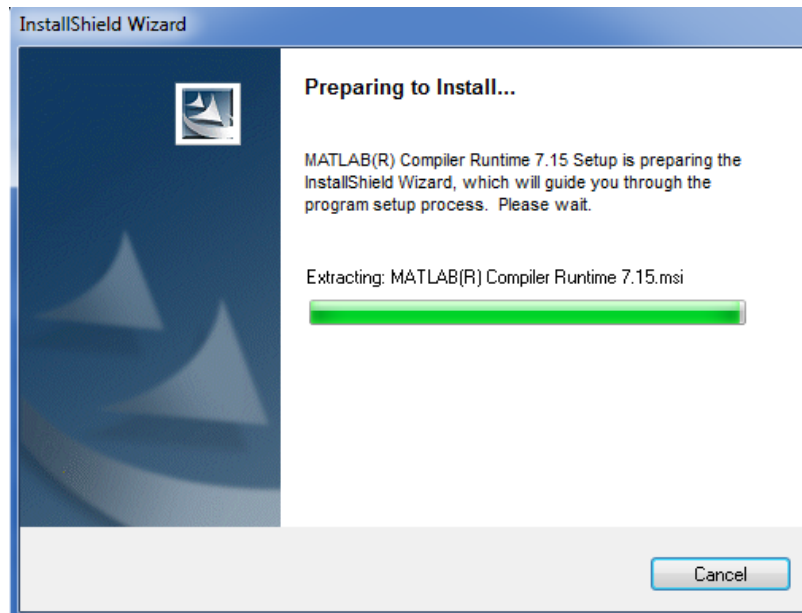 InstallShield Wizard
Preparing to Install...
MATLAB(R) Compiler Runtime 7.15 Setup is preparing the
InstallShield Wizard, which will guide you through the
program setup process. Please wait.
Extracting: MATLAB(R) Compiler Runtime 7.15.msi
Cancel